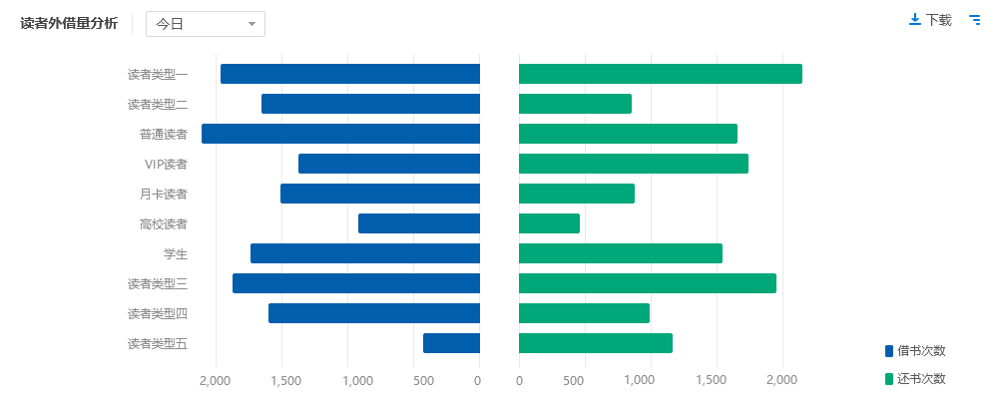 读者外借量分析 今日 下载
读者类型一
读者类型二
普通读者
VIP读者
月卡读者
高校读者
学生
读者类型三
读者类型四
读者类型五
2,000 1,500 1,000 500 0 0 500 1,000 1,500 2,000
借书次数
还书次数